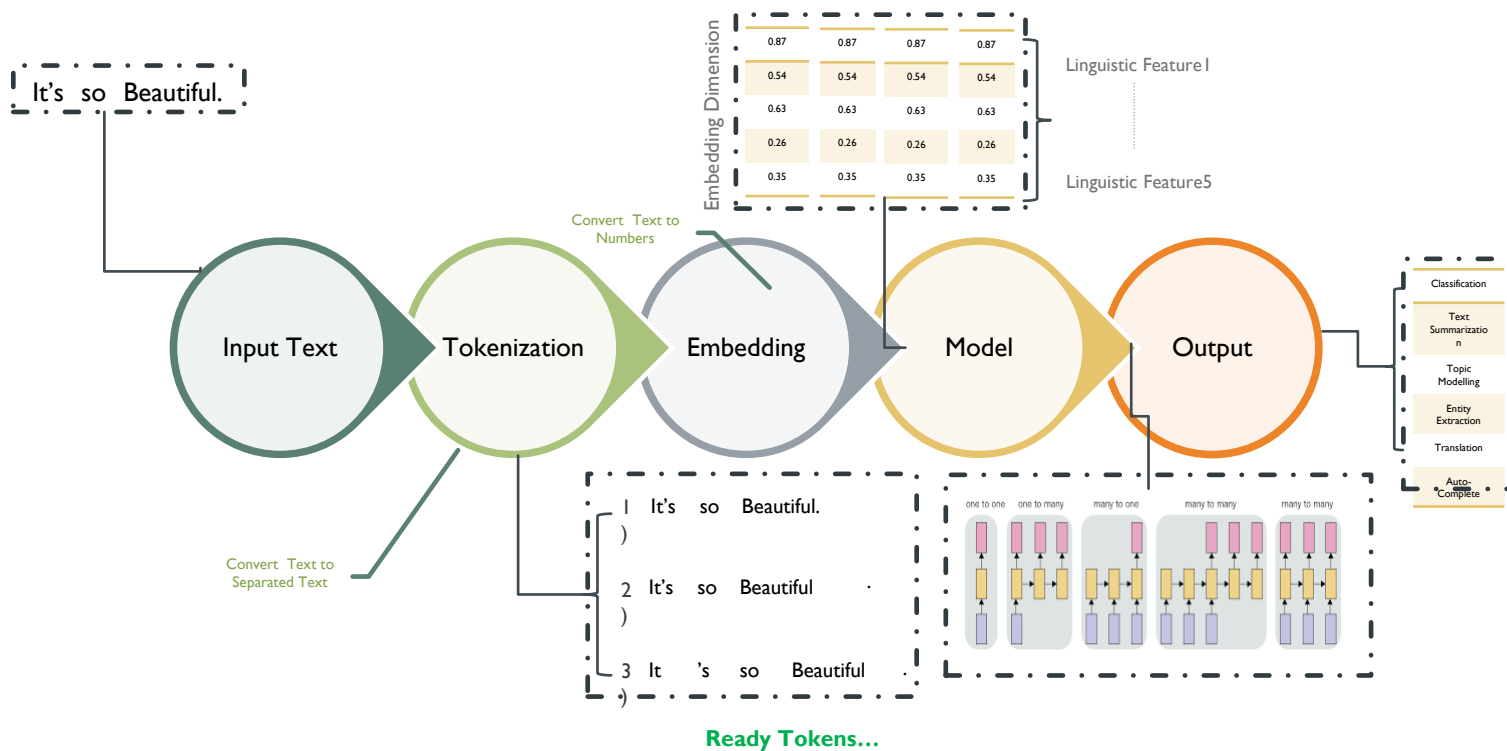 It's so Beautiful.
Embedding Dimension
0.87 0.87 0.87 0.87
0.54 0.54 0.54 0.54
0.63 0.63 0.63 0.63
0.26 0.26 0.26 0.26
0.35 0.35 0.35 0.35
Linguistic Feature1
Linguistic Feature5
Convert Text to
Numbers
Input Text
Tokenization
Embedding
Model
Output
Classification
Text
Summarizatio
n
Topic
Modelling
Entity
Extraction
Translation
Auto-
Complete
Convert Text to
Separated Text
1 It's so Beautiful.
)
2 It's so Beautiful .
)
3 It 's so Beautiful .
)
one to one one to many many to one many to many many to many
Ready Tokens...